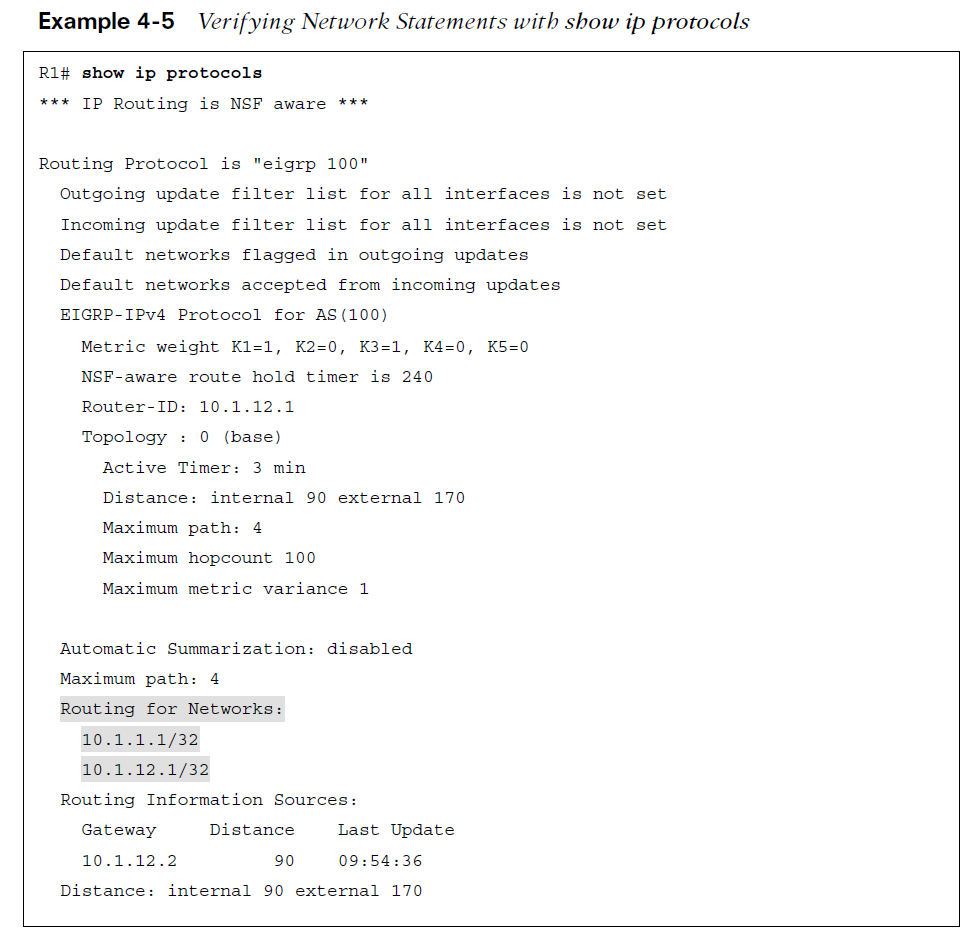 Example 4-5 Verifying Network Statements with show ip protocols
R1# show ip protocols
*** IP Routing is NSF aware ***
Routing Protocol is "eigrp 100"
Outgoing update filter list for all interfaces is not set
Incoming update filter list for all interfaces is not set
Default networks flagged in outgoing updates
Default networks accepted from incoming updates
EIGRP-IPv4 Protocol for AS(100)
Metric weight K1=1, K2=0, K3=1, K4=0, K5=0
NSF-aware route hold timer is 240
Router-ID: 10.1.12.1
Topology : 0 (base)
Active Timer: 3 min
Distance: internal 90 external 170
Maximum path: 4
Maximum hopcount 100
Maximum metric variance 1
Automatic Summarization: disabled
Maximum path: 4
Routing for Networks:
10.1.1.1/32
10.1.12.1/32
Routing Information Sources:
Gateway Distance Last Update
10.1.12.2 90 09:54:36
Distance: internal 90 external 170